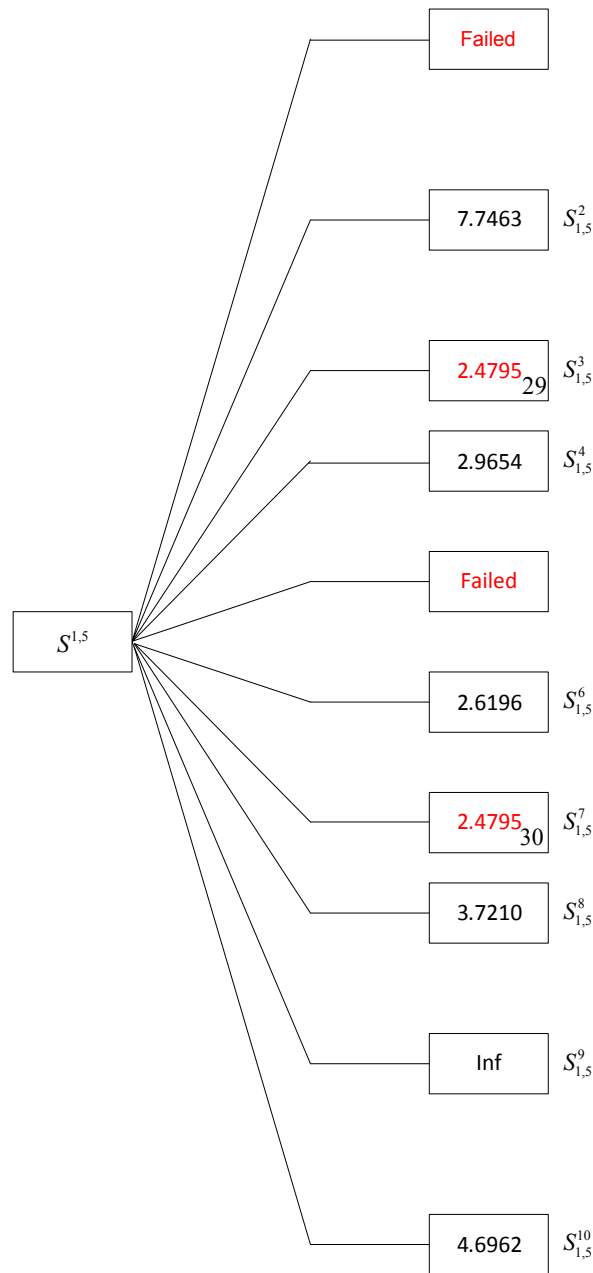 Failed
7.7463 $S_{1,5}^{2}$
2.4795 29 $S_{1,5}^{3}$
2.9654 $S_{1,5}^{4}$
Failed
$S^{1,5}$
2.6196 $S_{1,5}^{6}$
2.4795 30 $S_{1,5}^{7}$
3.7210 $S_{1,5}^{8}$
Inf $S_{1,5}^{9}$
4.6962 $S_{1,5}^{10}$